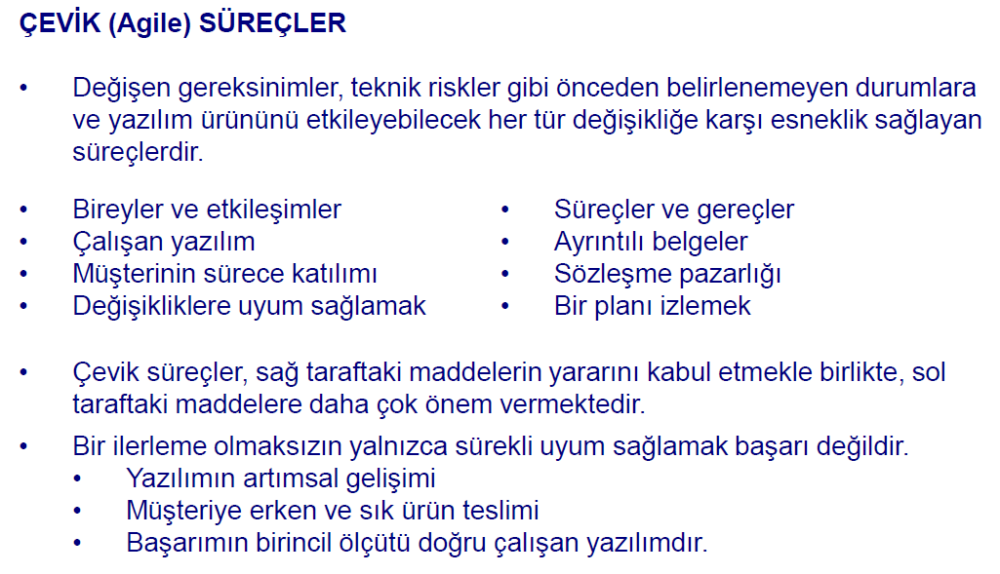 ÇEVİK (Agile) SÜREÇLER
• Değişen gereksinimler, teknik riskler gibi önceden belirlenemeyen durumlara
ve yazılım ürününü etkileyebilecek her tür değişikliğe karşı esneklik sağlayan
süreçlerdir.
• Bireyler ve etkileşimler
• Çalışan yazılım
• Müşterinin sürece katılımı
• Değişikliklere uyum sağlamak
• Süreçler ve gereçler
• Ayrıntılı belgeler
• Sözleşme pazarlığı
• Bir planı izlemek
• Çevik süreçler, sağ taraftaki maddelerin yararını kabul etmekle birlikte, sol
taraftaki maddelere daha çok önem vermektedir.
• Bir ilerleme olmaksızın yalnızca sürekli uyum sağlamak başarı değildir.
• Yazılımın artımsal gelişimi
• Müşteriye erken ve sık ürün teslimi
• Başarımın birincil ölçütü doğru çalışan yazılımdır.